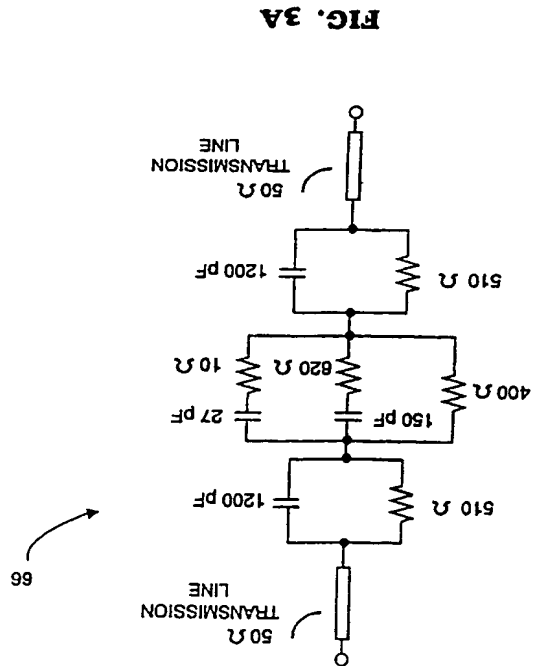 50 Ω
TRANSMISSION
LINE
66
510 Ω
1200 pF
150 pF
27 pF
400 Ω
820 Ω
10 Ω
510 Ω
1200 pF
50 Ω
TRANSMISSION
LINE
FIG. 3A